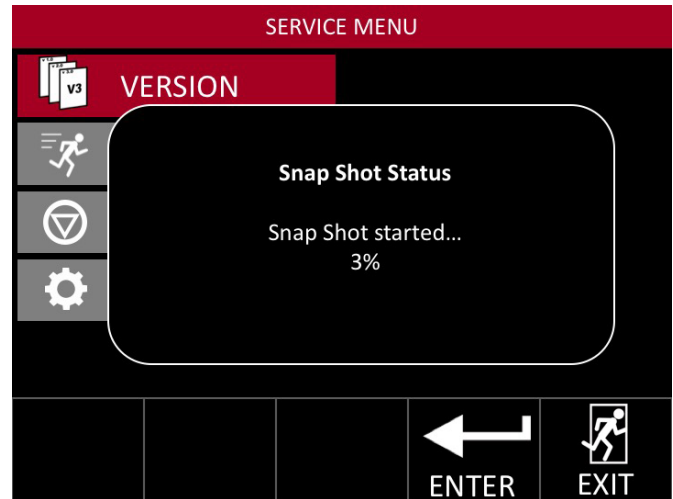 SERVICE MENU
V3
VERSION
Snap Shot Status
Snap Shot started...
3%
ENTER
EXIT